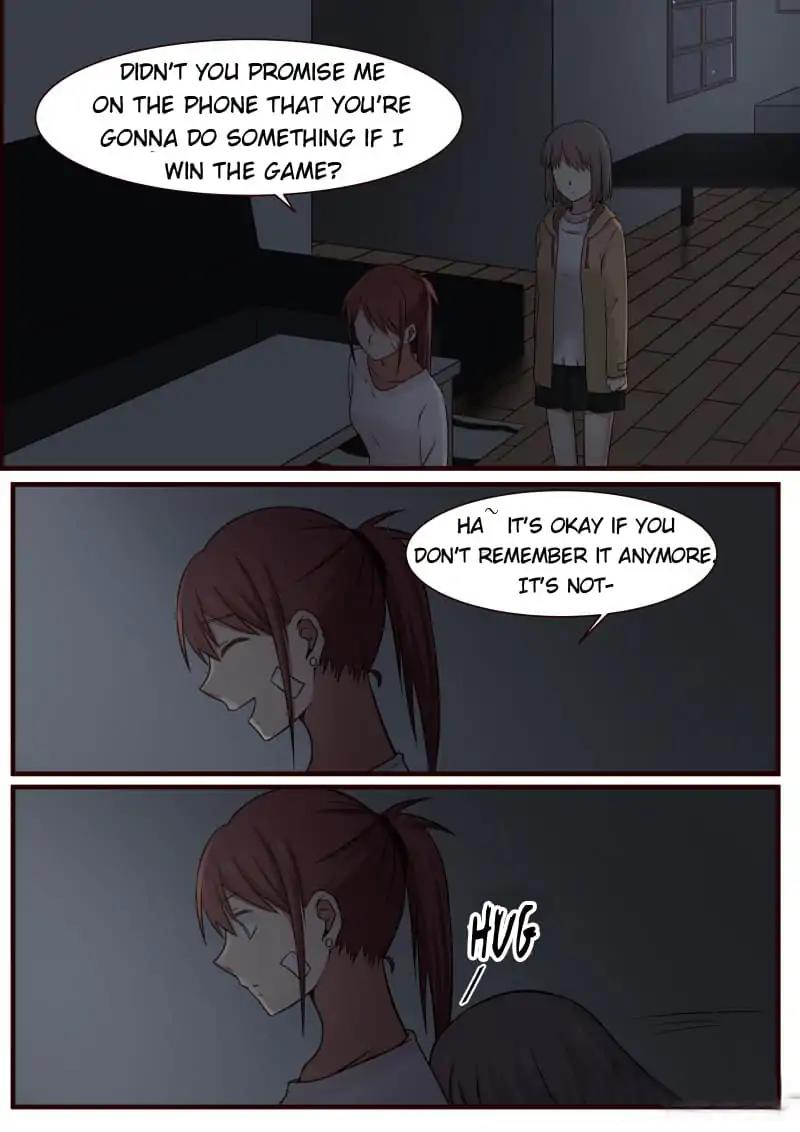 DIDN'T YOU PROMISE ME
ON THE PHONE THAT YOU'RE
GONNA DO SOMETHING IF I
WIN THE GAME?
HA~ IT'S OKAY IF YOU
DON'T REMEMBER IT ANYMORE.
IT'S NOT-
HUG